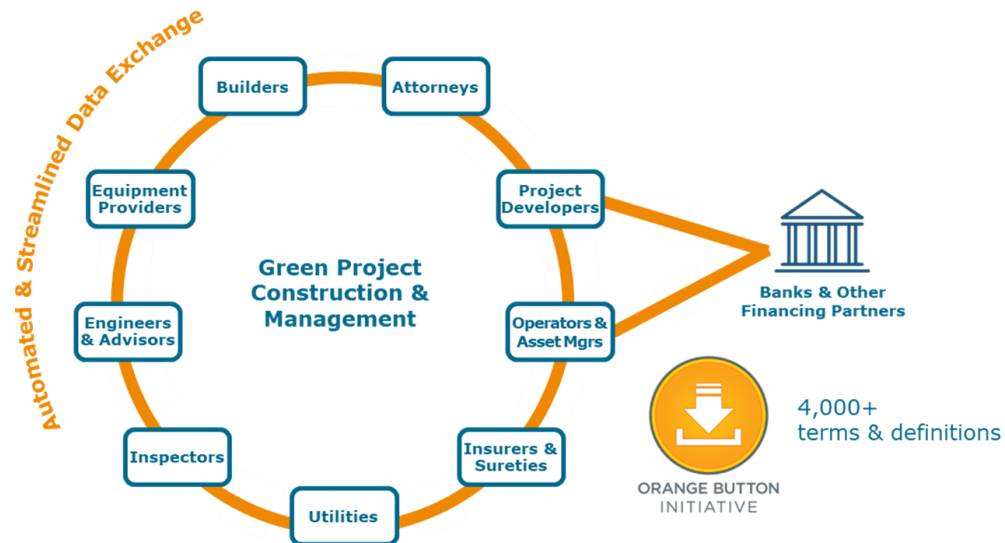 Automated & Streamlined Data Exchange
Builders
Attorneys
Equipment
Providers
Project
Developers
Green Project
Construction &
Management
Banks & Other
Financing Partners
Engineers
& Advisors
Operators &
Asset Mgrs
4,000+
terms & definitions
Inspectors
Insurers &
Sureties
Utilities
ORANGE BUTTON
INITIATIVE